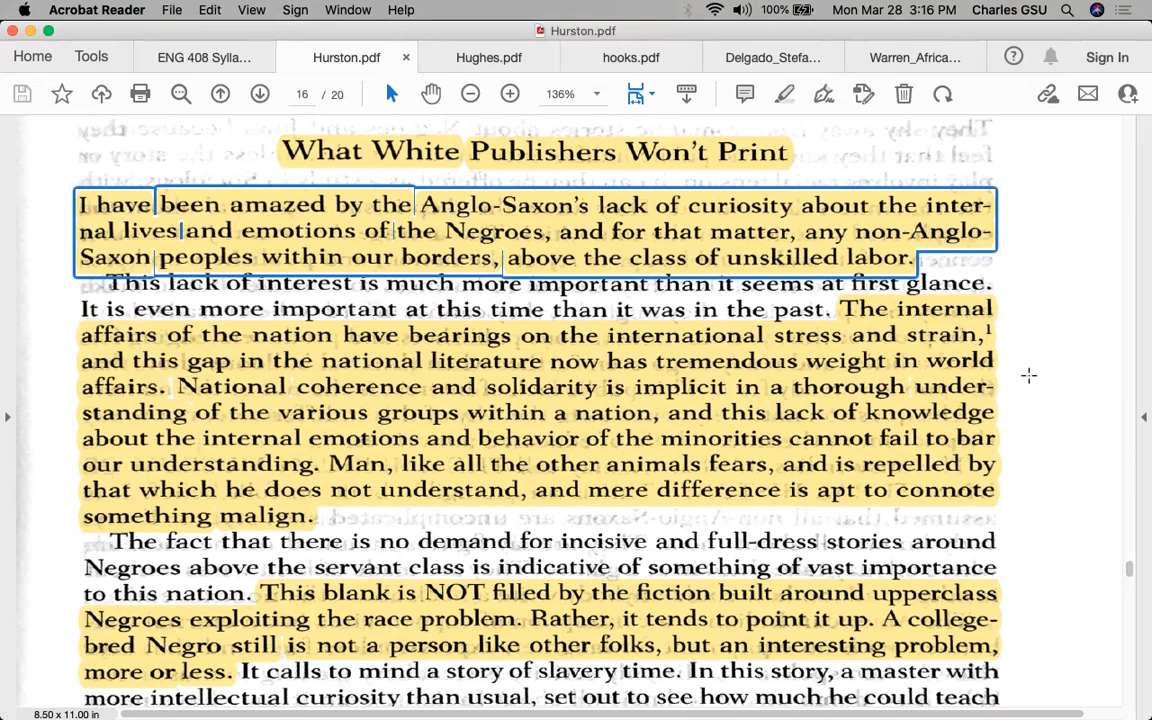 Acrobat Reader File Edit View Sign Window Help 100% Mon Mar 28 3:16 PM Charles GSU
Hurston.pdf
Home Tools ENG 408 Sylla... Hurston.pdf × Hughes.pdf hooks.pdf Delgado_Stefa... Warren_Africa... Sign In
16 / 20 136%
What White Publishers Won't Print
I have been amazed by the Anglo-Saxon's lack of curiosity about the inter-
nal lives and emotions of the Negroes, and for that matter, any non-Anglo-
Saxon peoples within our borders, above the class of unskilled labor.
This lack of interest is much more important than it seems at first glance.
It is even more important at this time than it was in the past. The internal
affairs of the nation have bearings on the international stress and strain,¹
and this gap in the national literature now has tremendous weight in world
affairs. National coherence and solidarity is implicit in a thorough under-
standing of the various groups within a nation, and this lack of knowledge
about the internal emotions and behavior of the minorities cannot fail to bar
our understanding. Man, like all the other animals fears, and is repelled by
that which he does not understand, and mere difference is apt to connote
something malign.
The fact that there is no demand for incisive and full-dress stories around
Negroes above the servant class is indicative of something of vast importance
to this nation. This blank is NOT filled by the fiction built around upperclass
Negroes exploiting the race problem. Rather, it tends to point it up. A college-
bred Negro still is not a person like other folks, but an interesting problem,
more or less. It calls to mind a story of slavery time. In this story, a master with
more intellectual curiosity than usual, set out to see how much he could teach
8.50 x 11.00 in